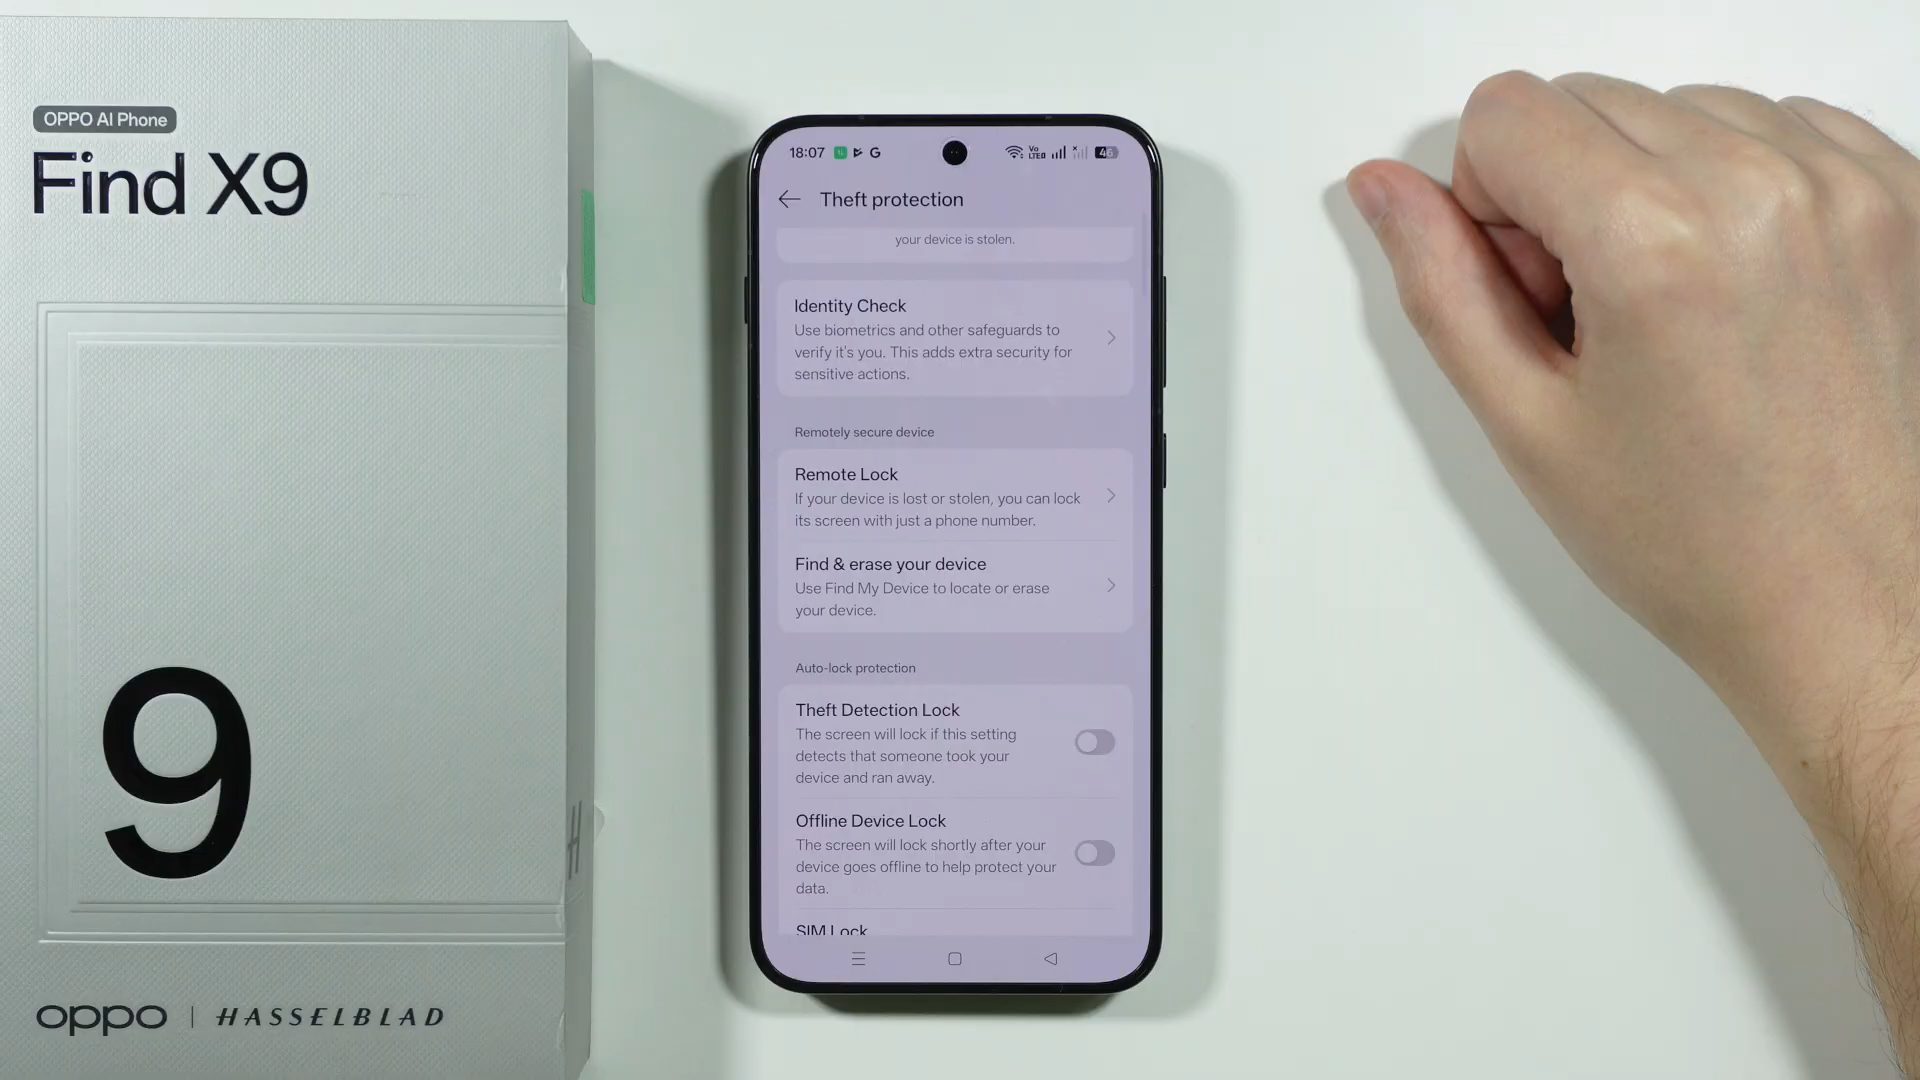 OPPO AI Phone
Find X9
9
oppo | HASSELBLAD
H
18:07
Vo
LTE
46
Theft protection
your device is stolen.
Identity Check
Use biometrics and other safeguards to
verify it's you. This adds extra security for
sensitive actions.
Remotely secure device
Remote Lock
If your device is lost or stolen, you can lock
its screen with just a phone number.
Find & erase your device
Use Find My Device to locate or erase
your device.
Auto-lock protection
Theft Detection Lock
The screen will lock if this setting
detects that someone took your
device and ran away.
Offline Device Lock
The screen will lock shortly after your
device goes offline to help protect your
data.
SIM Lock